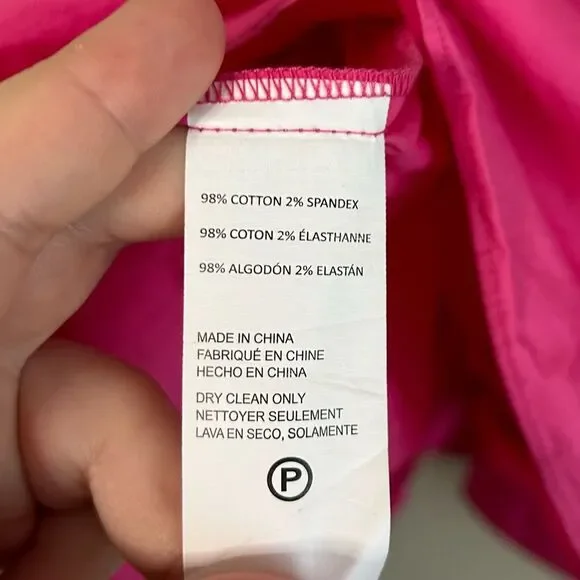 98% COTTON 2% SPANDEX
98% COTON 2% ÉLASTHANNE
98% ALGODÓN 2% ELASTÁN
MADE IN CHINA
FABRIQUÉ EN CHINE
HECHO EN CHINA
DRY CLEAN ONLY
NETTOYER SEULEMENT
LAVA EN SECO, SOLAMENTE
P